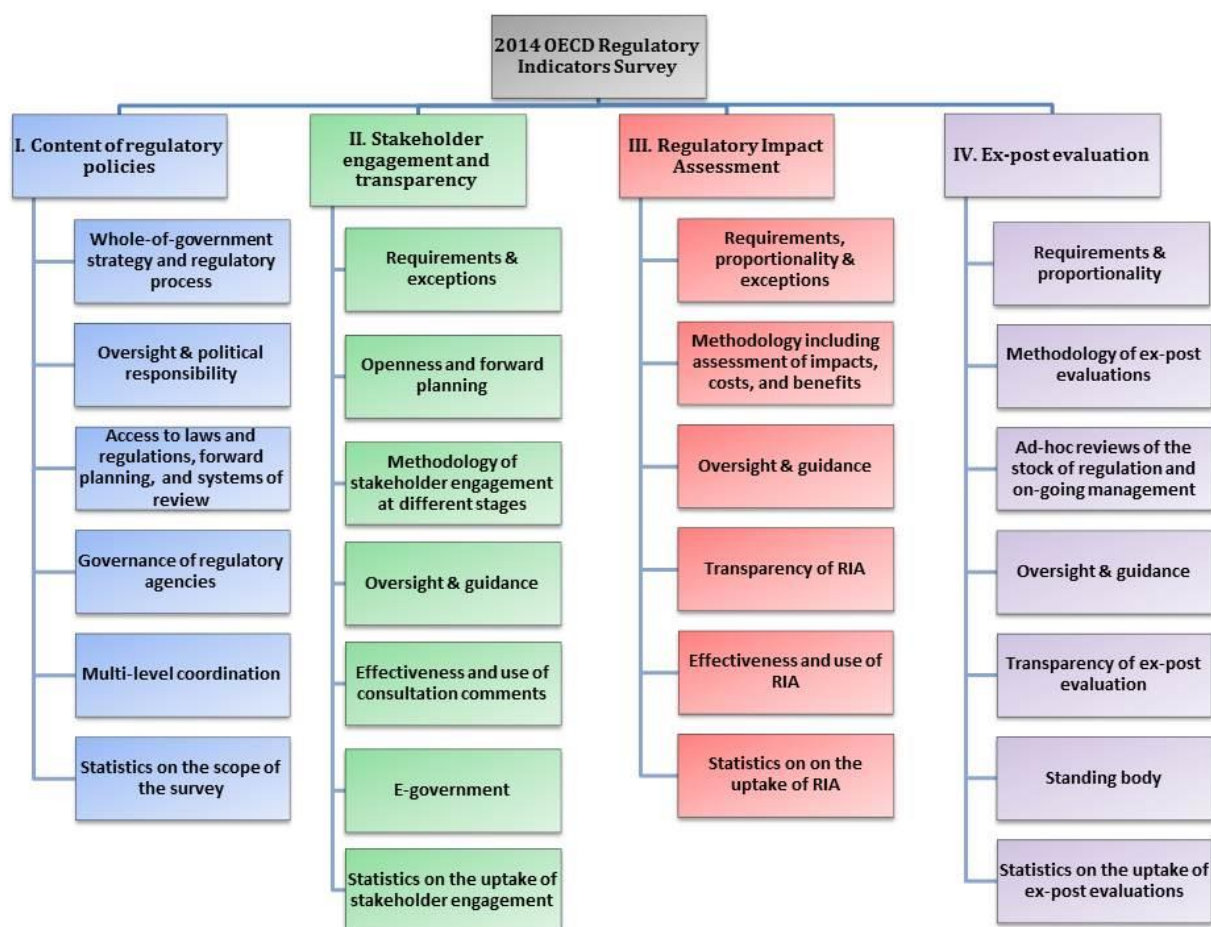 2014 OECD Regulatory
Indicators Survey
I. Content of regulatory
policies
Whole-of-government
strategy and regulatory
process
Oversight & political
responsibility
Access to laws and
regulations, forward
planning, and systems of
review
Governance of regulatory
agencies
Multi-level coordination
Statistics on the scope of
the survey
II. Stakeholder
engagement and
transparency
Requirements &
exceptions
Openness and forward
planning
Methodology of
stakeholder engagement
at different stages
Oversight & guidance
Effectiveness and use of
consultation comments
E-government
Statistics on the uptake of
stakeholder engagement
III. Regulatory Impact
Assessment
Requirements,
proportionality &
exceptions
Methodology including
assessment of impacts,
costs, and benefits
Oversight & guidance
Transparency of RIA
Effectiveness and use of
RIA
Statistics on on the
uptake of RIA
IV. Ex-post evaluation
Requirements &
proportionality
Methodology of ex-post
evaluations
Ad-hoc reviews of the
stock of regulation and
on-going management
Oversight & guidance
Transparency of ex-post
evaluation
Standing body
Statistics on the uptake of
ex-post evaluations